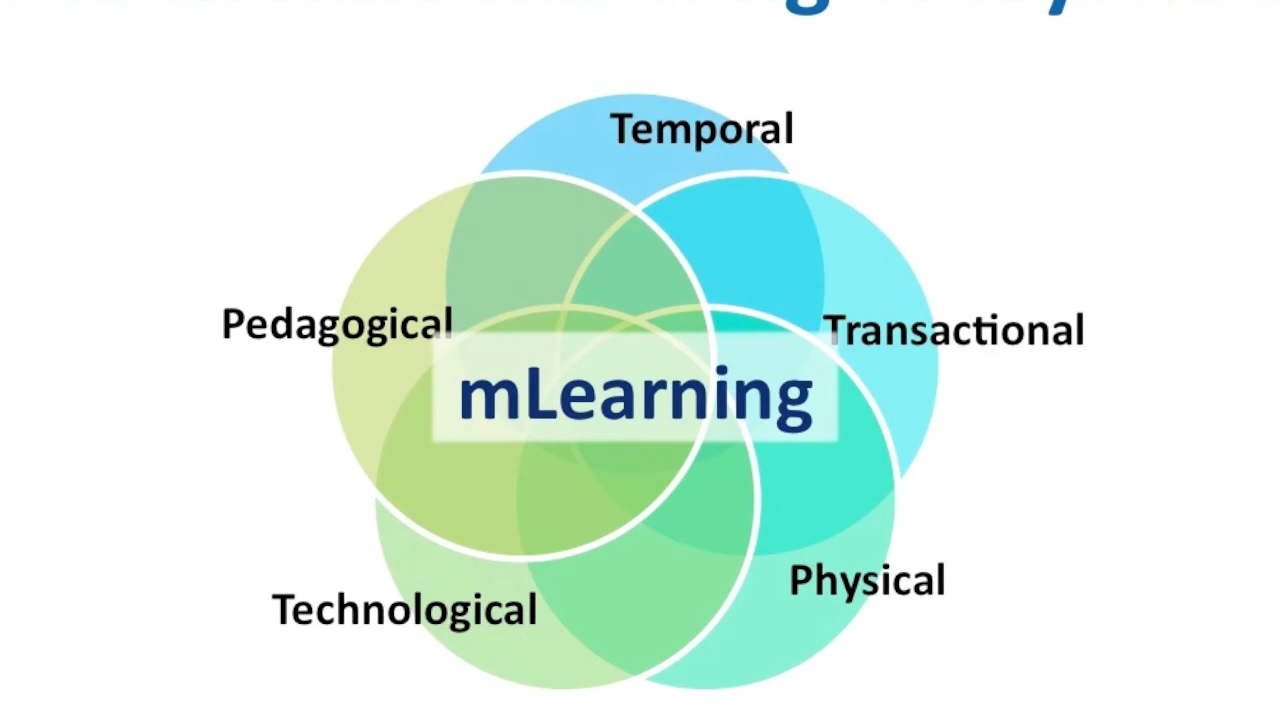 Temporal
Pedagogical
Transactional
mLearning
Physical
Technological